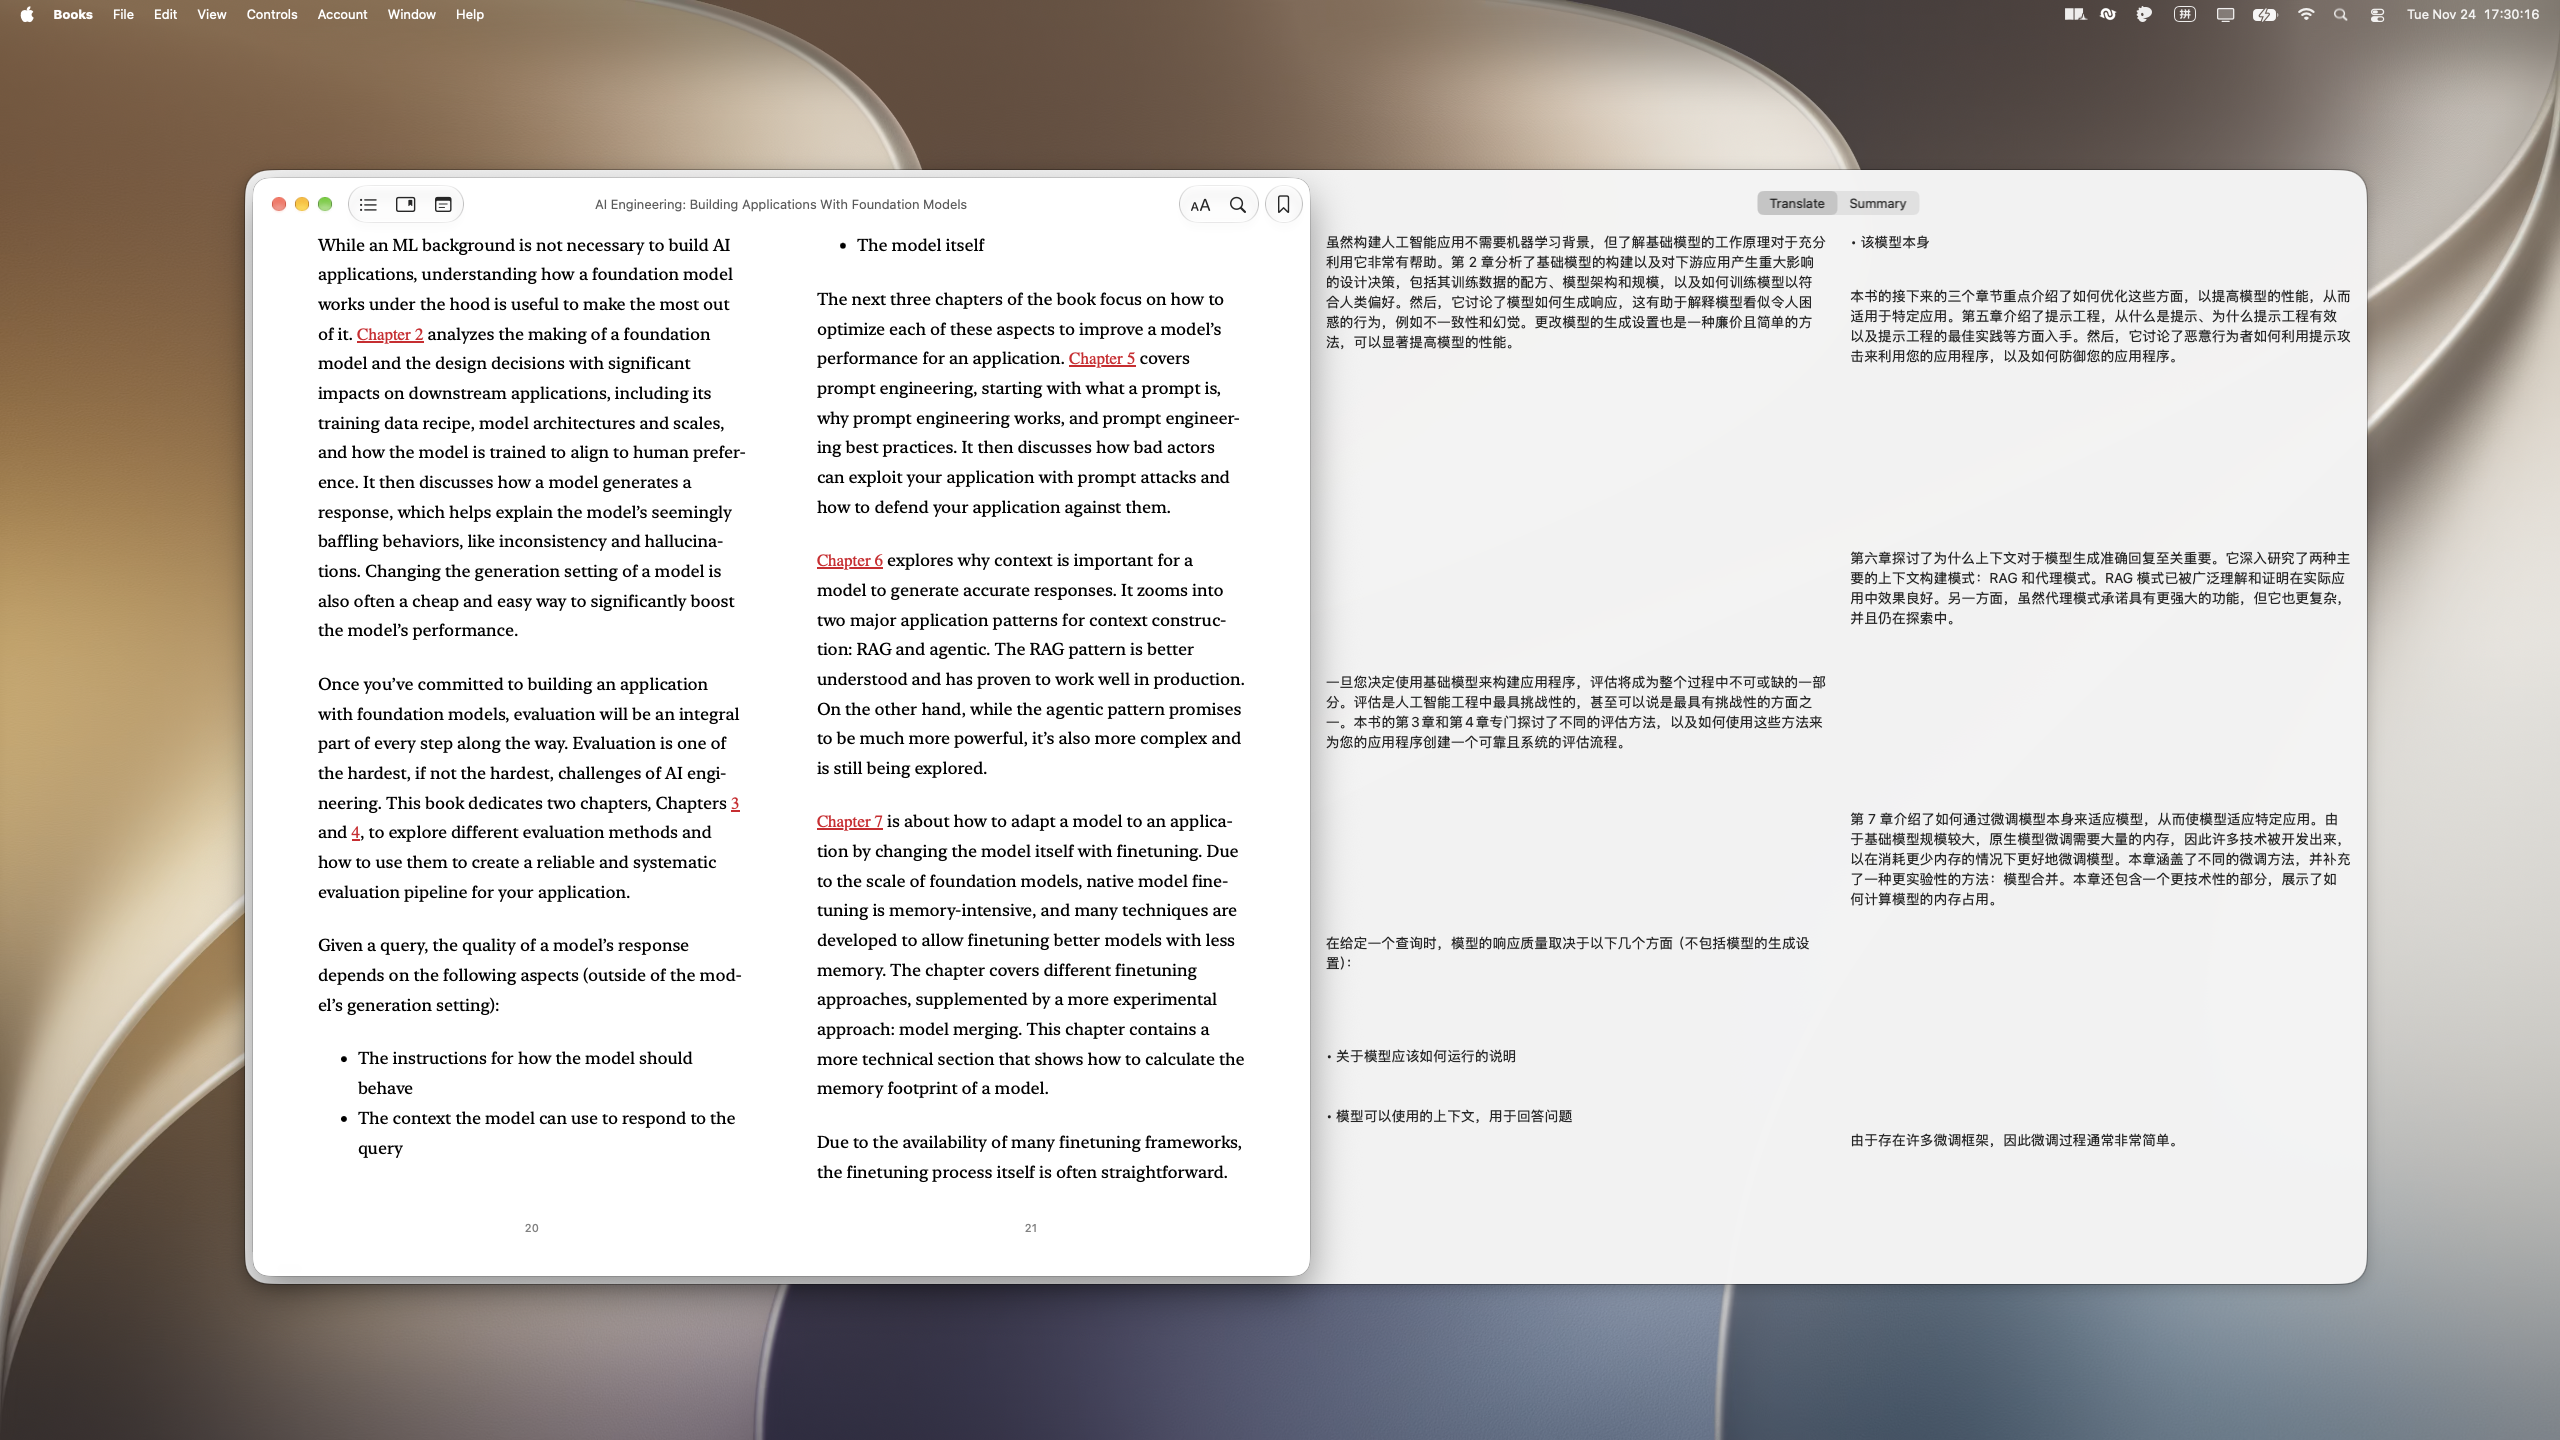 Books File Edit View Controls Account Window Help
拼
Tue Nov 24 17:30:16
AI Engineering: Building Applications With Foundation Models
AA
While an ML background is not necessary to build AI
applications, understanding how a foundation model
works under the hood is useful to make the most out
of it. Chapter 2 analyzes the making of a foundation
model and the design decisions with significant
impacts on downstream applications, including its
training data recipe, model architectures and scales,
and how the model is trained to align to human prefer-
ence. It then discusses how a model generates a
response, which helps explain the model’s seemingly
baffling behaviors, like inconsistency and hallucina-
tions. Changing the generation setting of a model is
also often a cheap and easy way to significantly boost
the model’s performance.
Once you’ve committed to building an application
with foundation models, evaluation will be an integral
part of every step along the way. Evaluation is one of
the hardest, if not the hardest, challenges of AI engi-
neering. This book dedicates two chapters, Chapters 3
and 4, to explore different evaluation methods and
how to use them to create a reliable and systematic
evaluation pipeline for your application.
Given a query, the quality of a model’s response
depends on the following aspects (outside of the mod-
el’s generation setting):
• The instructions for how the model should
behave
• The context the model can use to respond to the
query
20
• The model itself
The next three chapters of the book focus on how to
optimize each of these aspects to improve a model’s
performance for an application. Chapter 5 covers
prompt engineering, starting with what a prompt is,
why prompt engineering works, and prompt engineer-
ing best practices. It then discusses how bad actors
can exploit your application with prompt attacks and
how to defend your application against them.
Chapter 6 explores why context is important for a
model to generate accurate responses. It zooms into
two major application patterns for context construc-
tion: RAG and agentic. The RAG pattern is better
understood and has proven to work well in production.
On the other hand, while the agentic pattern promises
to be much more powerful, it’s also more complex and
is still being explored.
Chapter 7 is about how to adapt a model to an applica-
tion by changing the model itself with finetuning. Due
to the scale of foundation models, native model fine-
tuning is memory-intensive, and many techniques are
developed to allow finetuning better models with less
memory. The chapter covers different finetuning
approaches, supplemented by a more experimental
approach: model merging. This chapter contains a
more technical section that shows how to calculate the
memory footprint of a model.
Due to the availability of many finetuning frameworks,
the finetuning process itself is often straightforward.
21
Translate Summary
虽然构建人工智能应用不需要机器学习背景，但了解基础模型的工作原理对于充分
利用它非常有帮助。第 2 章分析了基础模型的构建以及对下游应用产生重大影响
的设计决策，包括其训练数据的配方、模型架构和规模，以及如何训练模型以符
合人类偏好。然后，它讨论了模型如何生成响应，这有助于解释模型看似令人困
惑的行为，例如不一致性和幻觉。更改模型的生成设置也是一种廉价且简单的方
法，可以显著提高模型的性能。
一旦您决定使用基础模型来构建应用程序，评估将成为整个过程中不可或缺的一部
分。评估是人工智能工程中最具挑战性的，甚至可以说是最具有挑战性的方面之
一。本书的第3章和第4章专门探讨了不同的评估方法，以及如何使用这些方法来
为您的应用程序创建一个可靠且系统的评估流程。
在给定一个查询时，模型的响应质量取决于以下几个方面（不包括模型的生成设
置）：
• 关于模型应该如何运行的说明
• 模型可以使用的上下文，用于回答问题
• 该模型本身
本书的接下来的三个章节重点介绍了如何优化这些方面，以提高模型的性能，从而
适用于特定应用。第五章介绍了提示工程，从什么是提示、为什么提示工程有效
以及提示工程的最佳实践等方面入手。然后，它讨论了恶意行为者如何利用提示攻
击来利用您的应用程序，以及如何防御您的应用程序。
第六章探讨了为什么上下文对于模型生成准确回复至关重要。它深入研究了两种主
要的上下文构建模式：RAG 和代理模式。RAG 模式已被广泛理解和证明在实际应
用中效果良好。另一方面，虽然代理模式承诺具有更强大的功能，但它也更复杂，
并且仍在探索中。
第 7 章介绍了如何通过微调模型本身来适应模型，从而使模型适应特定应用。由
于基础模型规模较大，原生模型微调需要大量的内存，因此许多技术被开发出来，
以在消耗更少内存的情况下更好地微调模型。本章涵盖了不同的微调方法，并补充
了一种更实验性的方法：模型合并。本章还包含一个更技术性的部分，展示了如
何计算模型的内存占用。
由于存在许多微调框架，因此微调过程通常非常简单。